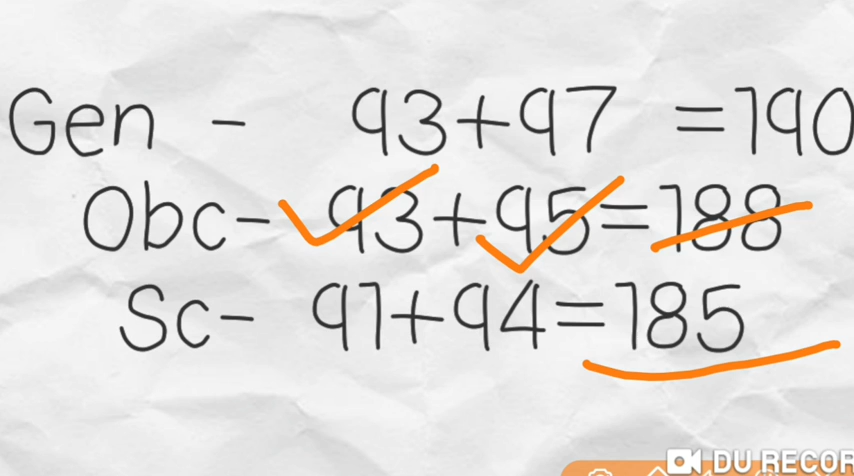 Gen - 93+97 =190
Obc- 93+95=188
Sc- 91+94=185
DU RECOR